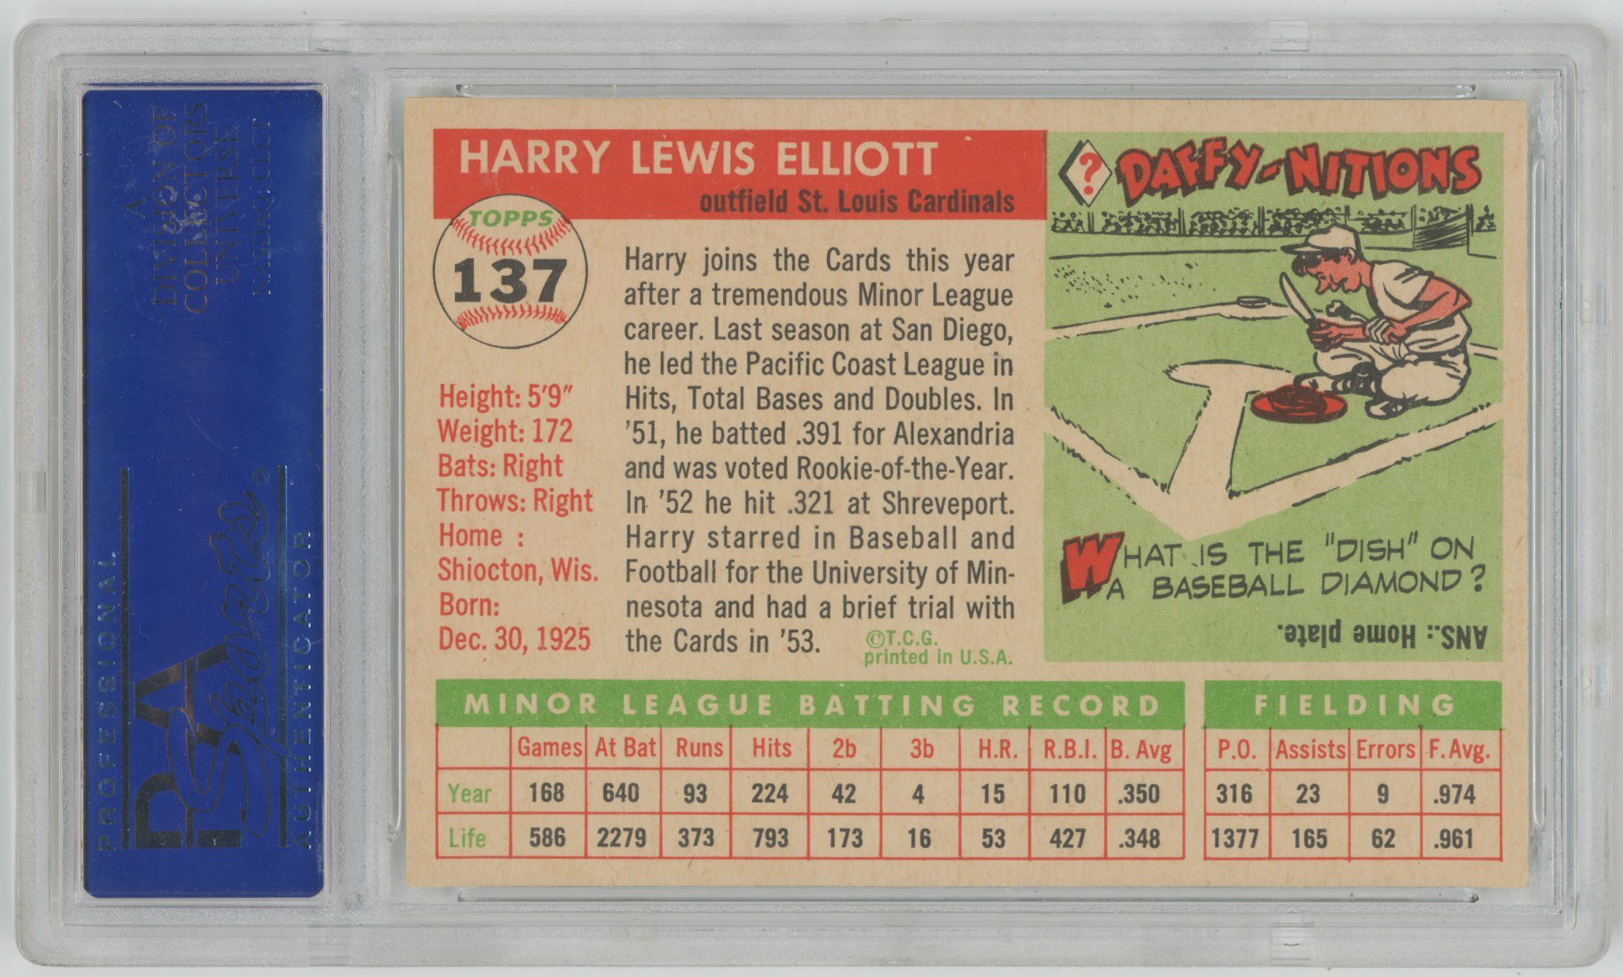 A
DIVISION OF
COLLECTORS
UNIVERSE
NASDAQ: CLCT
PROFESSIONAL
PSA
Sports
AUTHENTICATOR
HARRY LEWIS ELLIOTT
outfield St. Louis Cardinals
TOPPS
137
Height: 5'9"
Weight: 172
Bats: Right
Throws: Right
Home :
Shiocton, Wis.
Born:
Dec. 30, 1925
Harry joins the Cards this year
after a tremendous Minor League
career. Last season at San Diego,
he led the Pacific Coast League in
Hits, Total Bases and Doubles. In
'51, he batted .391 for Alexandria
and was voted Rookie-of-the-Year.
In '52 he hit .321 at Shreveport.
Harry starred in Baseball and
Football for the University of Min-
nesota and had a brief trial with
the Cards in '53.
©T.C.G.
printed in U.S.A.
? DAFFY-NITIONS
WHAT IS THE "DISH" ON
A BASEBALL DIAMOND?
ANS.: Home plate.
MINOR LEAGUE BATTING RECORD
Games At Bat Runs Hits 2b 3b H.R. R.B.I. B. Avg
Year 168 640 93 224 42 4 15 110 .350
Life 586 2279 373 793 173 16 53 427 .348
FIELDING
P.O. Assists Errors F. Avg.
316 23 9 .974
1377 165 62 .961